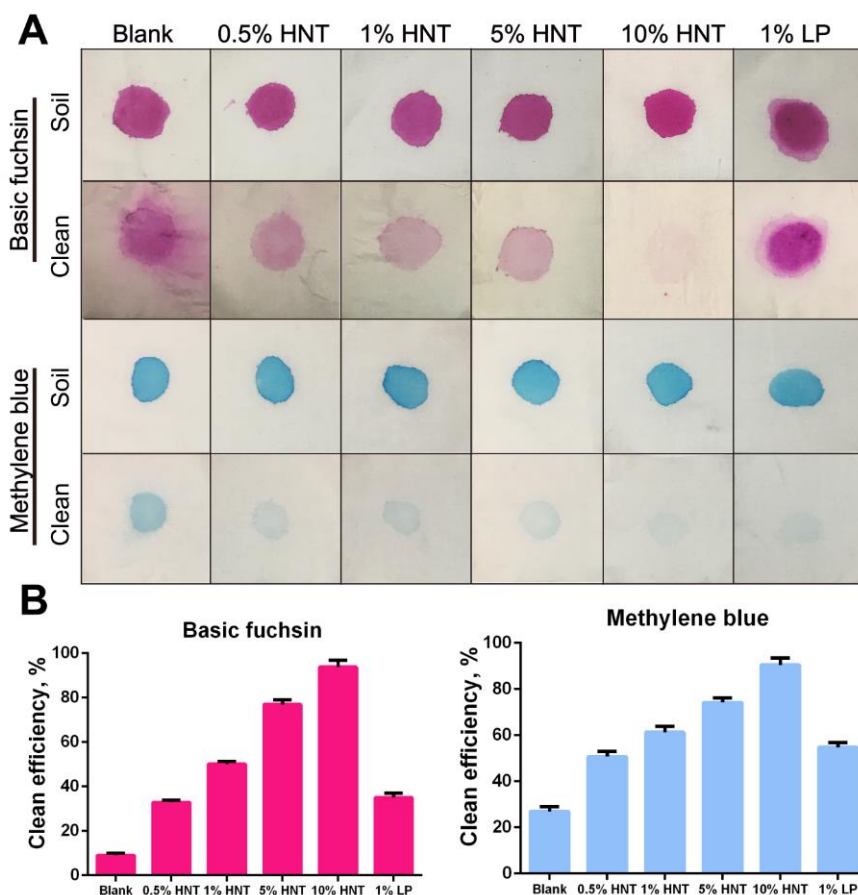 A
Blank 0.5% HNT 1% HNT 5% HNT 10% HNT 1% LP
Basic fuchsin
Soil
Clean
Methylene blue
Soil
Clean
B
Basic fuchsin
Clean efficiency, %
100
80
60
40
20
0
Blank 0.5% HNT 1% HNT 5% HNT 10% HNT 1% LP
Methylene blue
Clean efficiency, %
100
80
60
40
20
0
Blank 0.5% HNT 1% HNT 5% HNT 10% HNT 1% LP